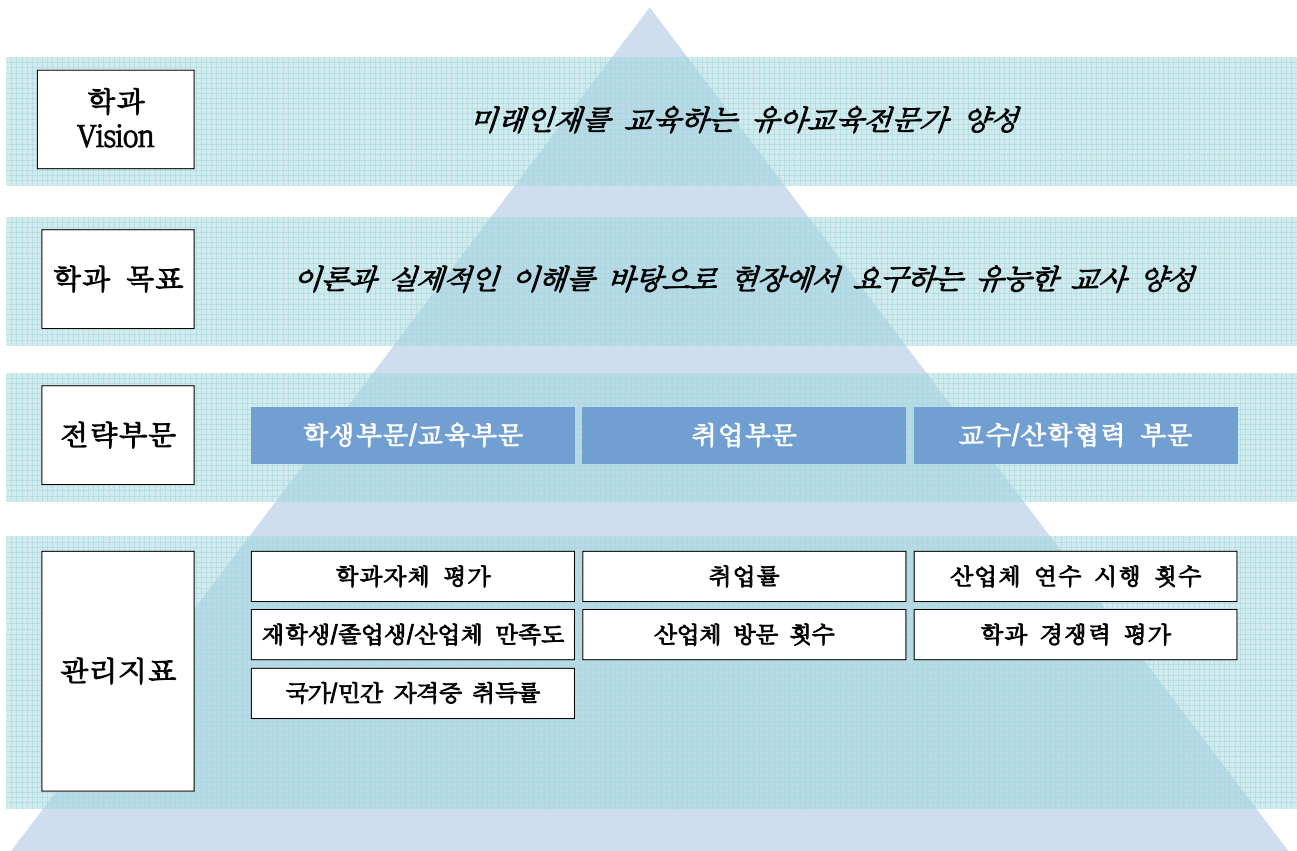 학과
Vision
미래인재를 교육하는 유아교육전문가 양성
학과 목표
이론과 실제적인 이해를 바탕으로 현장에서 요구하는 유능한 교사 양성
전략부문
학생부문/교육부문
취업부문
교수/산학협력 부문
관리지표
학과자체 평가
취업률
산업체 연수 시행 횟수
재학생/졸업생/산업체 만족도
산업체 방문 횟수
학과 경쟁력 평가
국가/민간 자격중 취득률